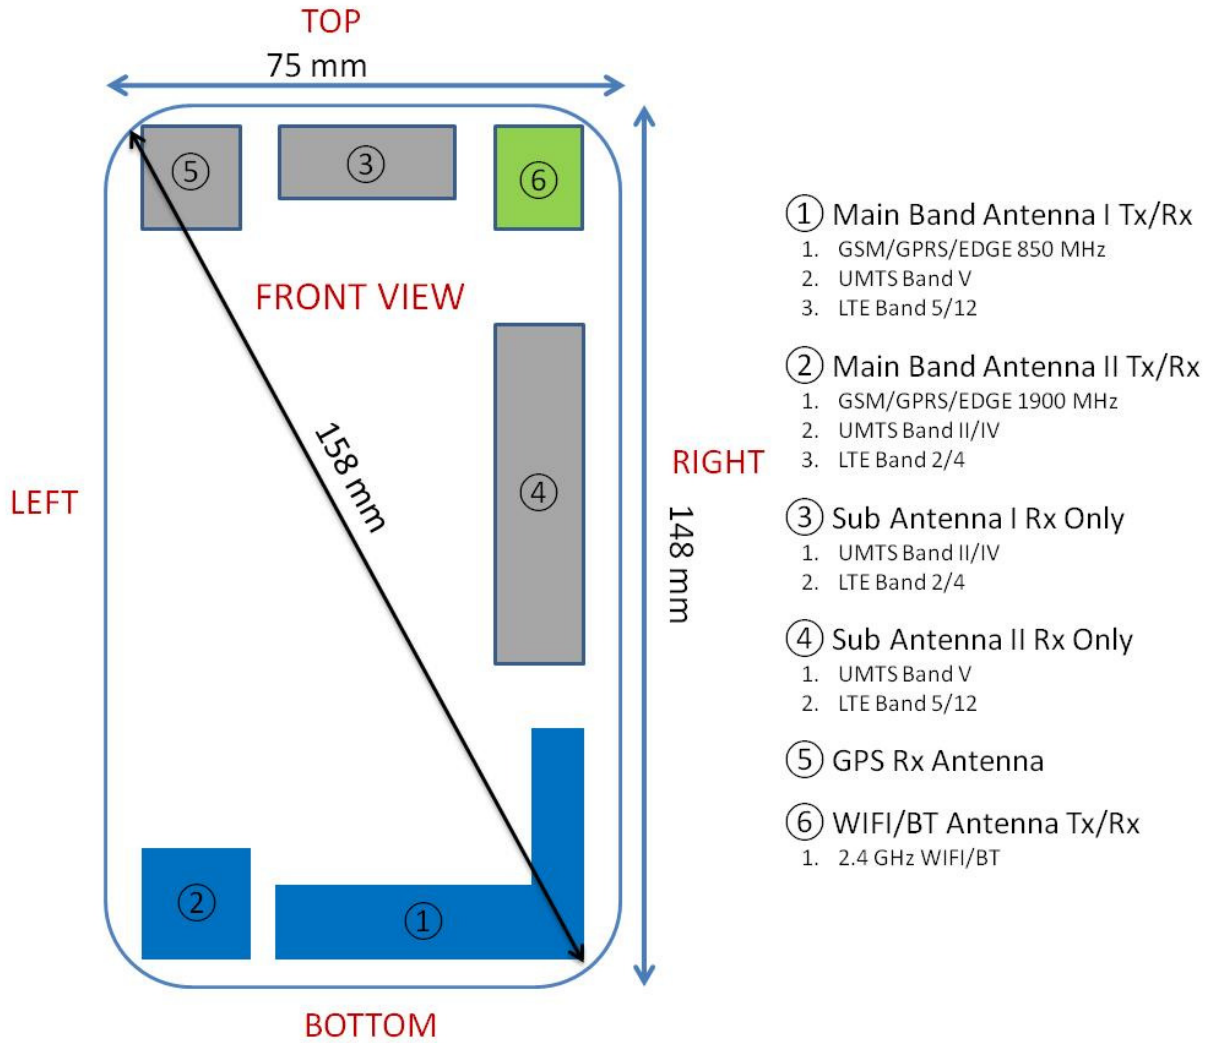 TOP
75 mm
⑤
③
⑥
FRONT VIEW
158 mm
④
LEFT
RIGHT
148 mm
②
①
BOTTOM
① Main Band Antenna I Tx/Rx
1. GSM/GPRS/EDGE 850 MHz
2. UMTS Band V
3. LTE Band 5/12
② Main Band Antenna II Tx/Rx
1. GSM/GPRS/EDGE 1900 MHz
2. UMTS Band II/IV
3. LTE Band 2/4
③ Sub Antenna I Rx Only
1. UMTS Band II/IV
2. LTE Band 2/4
④ Sub Antenna II Rx Only
1. UMTS Band V
2. LTE Band 5/12
⑤ GPS Rx Antenna
⑥ WIFI/BT Antenna Tx/Rx
1. 2.4 GHz WIFI/BT